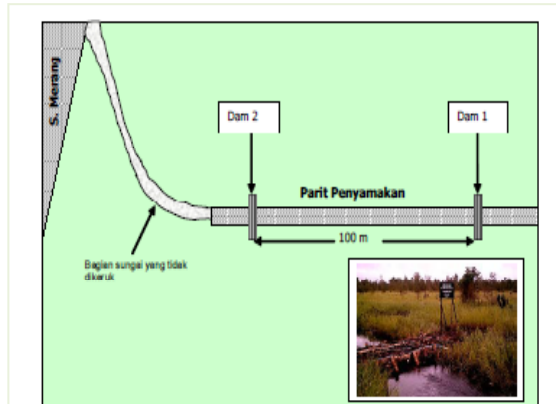 S. Merang
Dam 2
Dam 1
Parit Penyamakan
100 m
Bagian sungai yang tidak
dikeruk